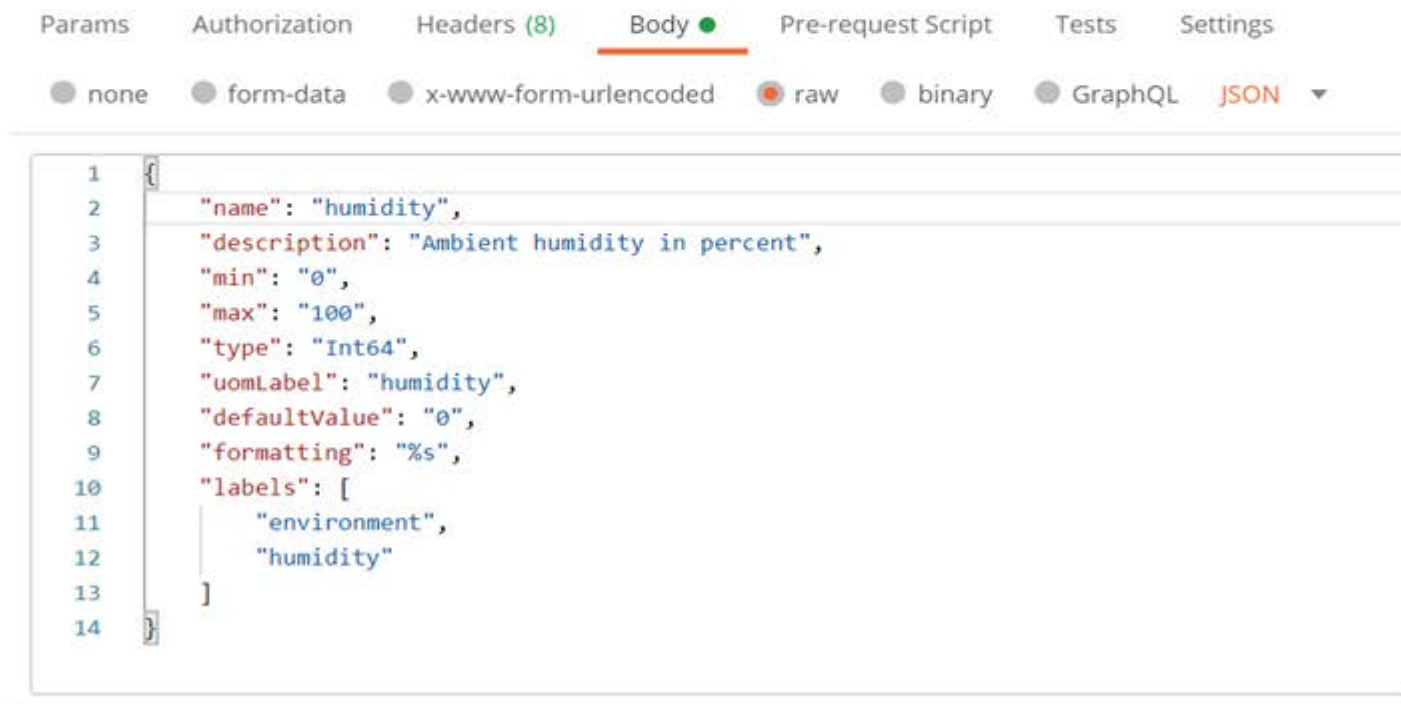 Params Authorization Headers (8) Body Pre-request Script Tests Settings
none form-data x-www-form-urlencoded raw binary GraphQL JSON
1 {
2 "name": "humidity",
3 "description": "Ambient humidity in percent",
4 "min": "0",
5 "max": "100",
6 "type": "Int64",
7 "uomLabel": "humidity",
8 "defaultValue": "0",
9 "formatting": "%s",
10 "labels": [
11 "environment",
12 "humidity"
13 ]
14 }